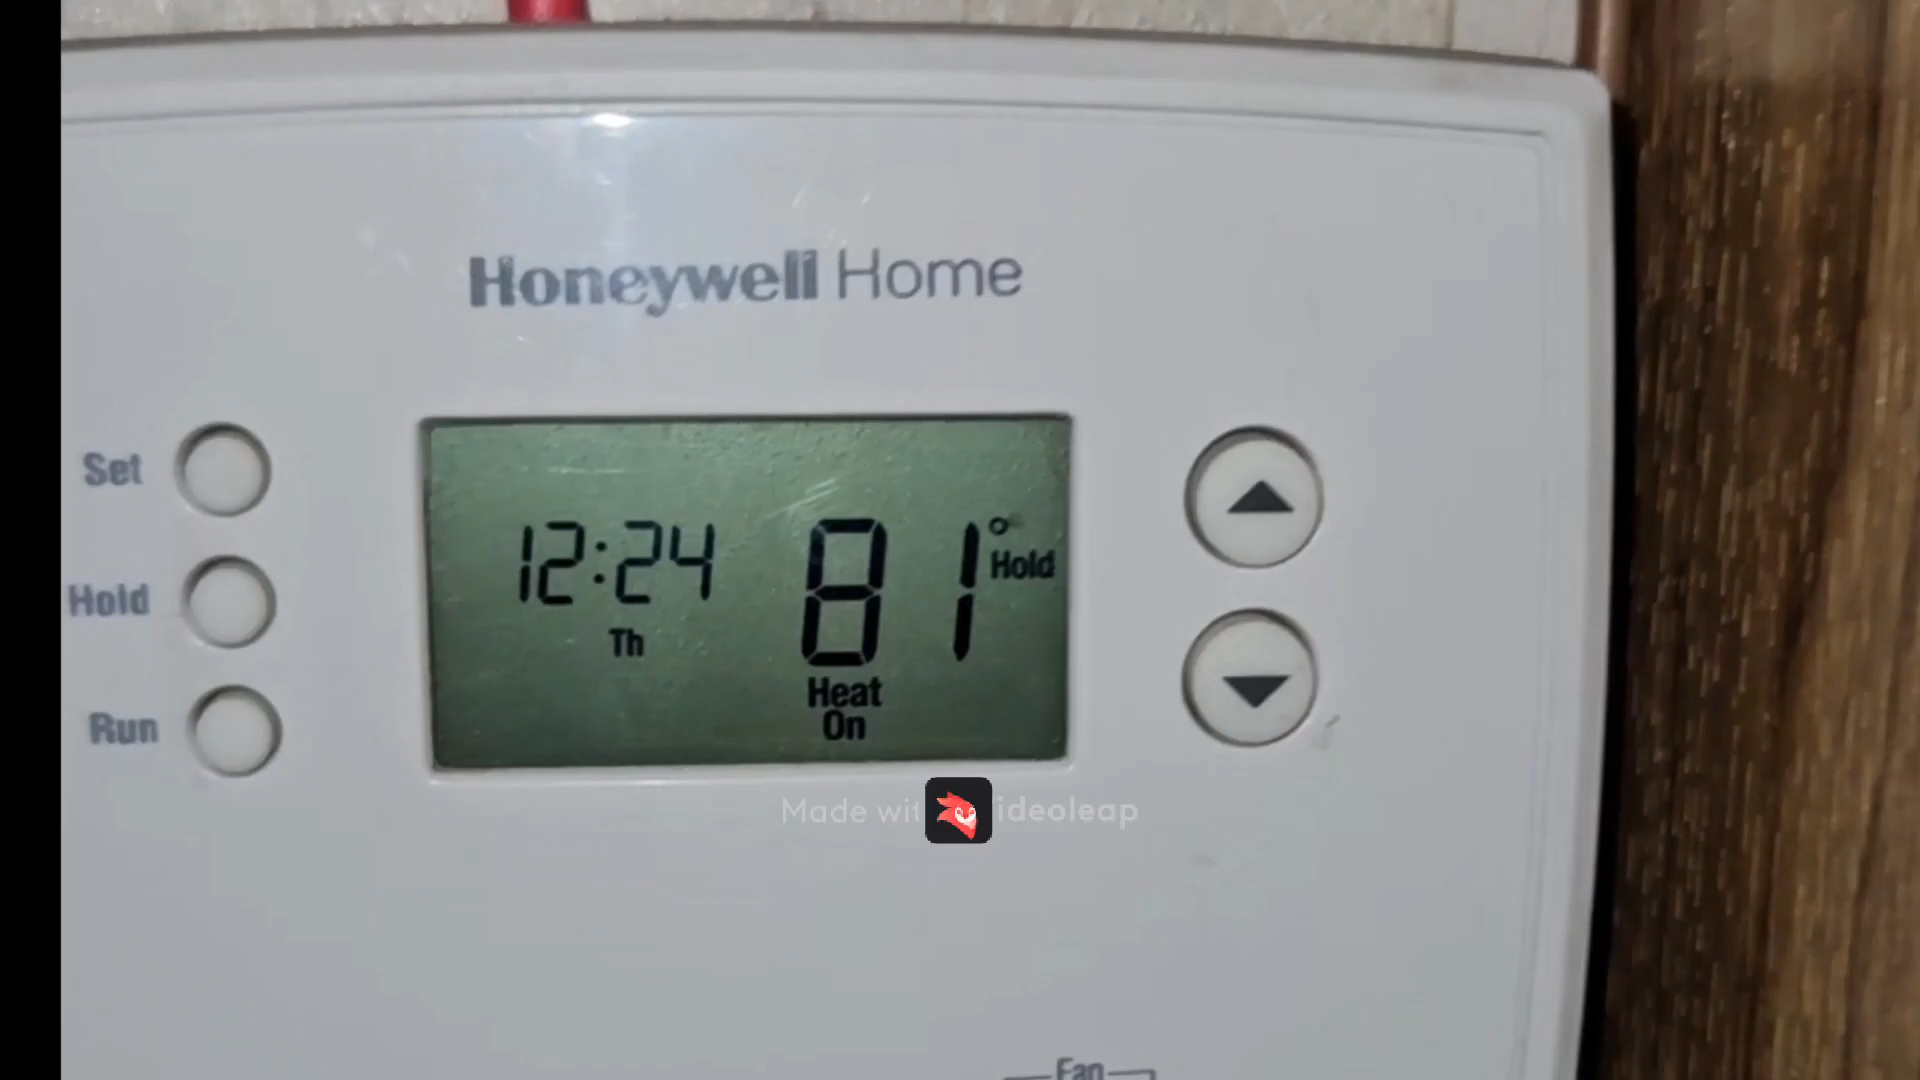 Honeywell Home
Set
Hold
Run
12:24
Th
81°
Hold
Heat
On
Made wit ideoleap
Fan